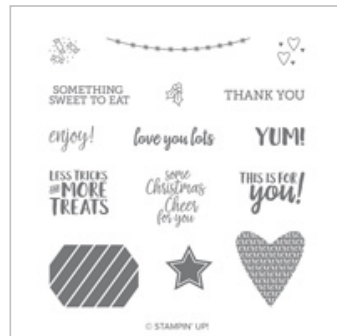 SOMETHING
SWEET TO EAT
THANK YOU
enjoy!
love you lots
YUM!
LESS TRICKS
AND MORE
TREATS
some
Christmas
Cheer
for you
THIS IS FOR
you!
© STAMPIN' UP!